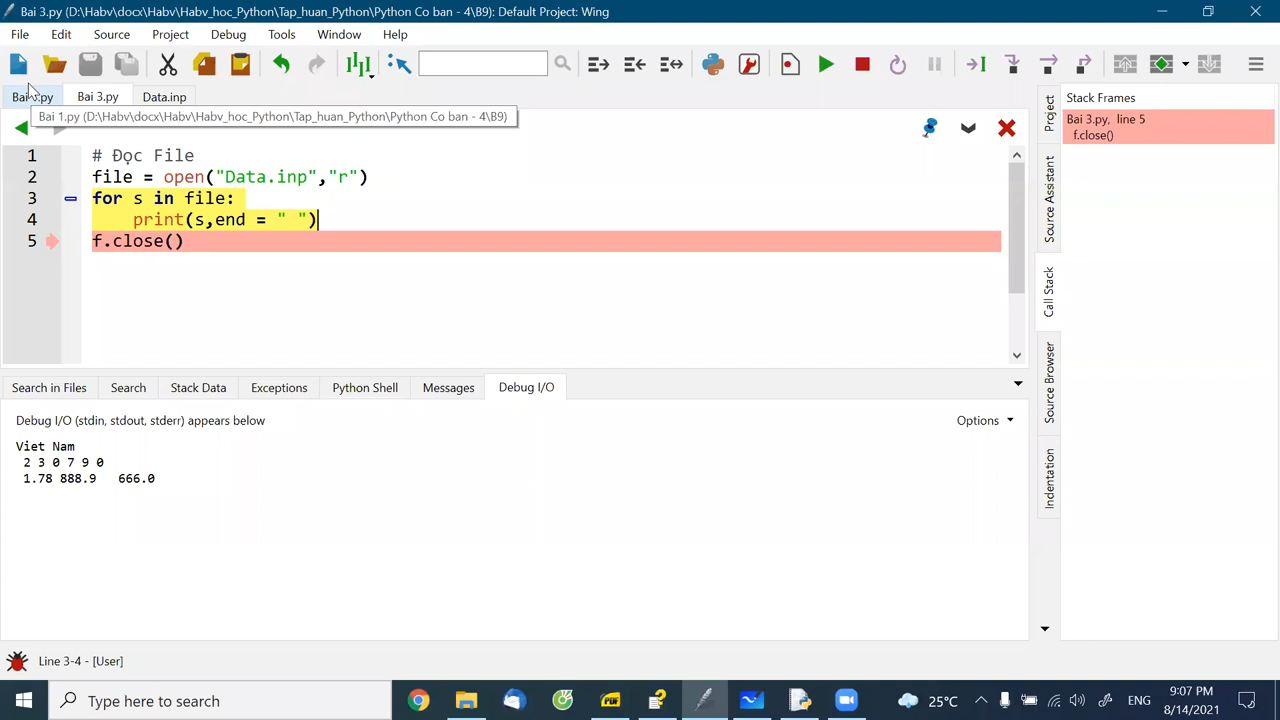 Bai 3.py (D:\Habv\docx\Habv\Habv_hoc_Python\Tap_huan_Python\Python Co ban - 4\B9): Default Project: Wing
File Edit Source Project Debug Tools Window Help
Bai 1.py Bai 3.py Data.inp
Bai 1.py (D:\Habv\docx\Habv\Habv_hoc_Python\Tap_huan_Python\Python Co ban - 4\B9)
1 # Đọc File
2 file = open("Data.inp","r")
3 for s in file:
4 print(s,end = " ")
5 f.close()
Stack Frames
Bai 3.py, line 5
f.close()
Project
Source Assistant
Call Stack
Source Browser
Indentation
Search in Files Search Stack Data Exceptions Python Shell Messages Debug I/O
Debug I/O (stdin, stdout, stderr) appears below Options
Viet Nam
2 3 0 7 9 0
1.78 888.9 666.0
Line 3-4 - [User]
Type here to search
PDF
25°C
ENG
9:07 PM
8/14/2021